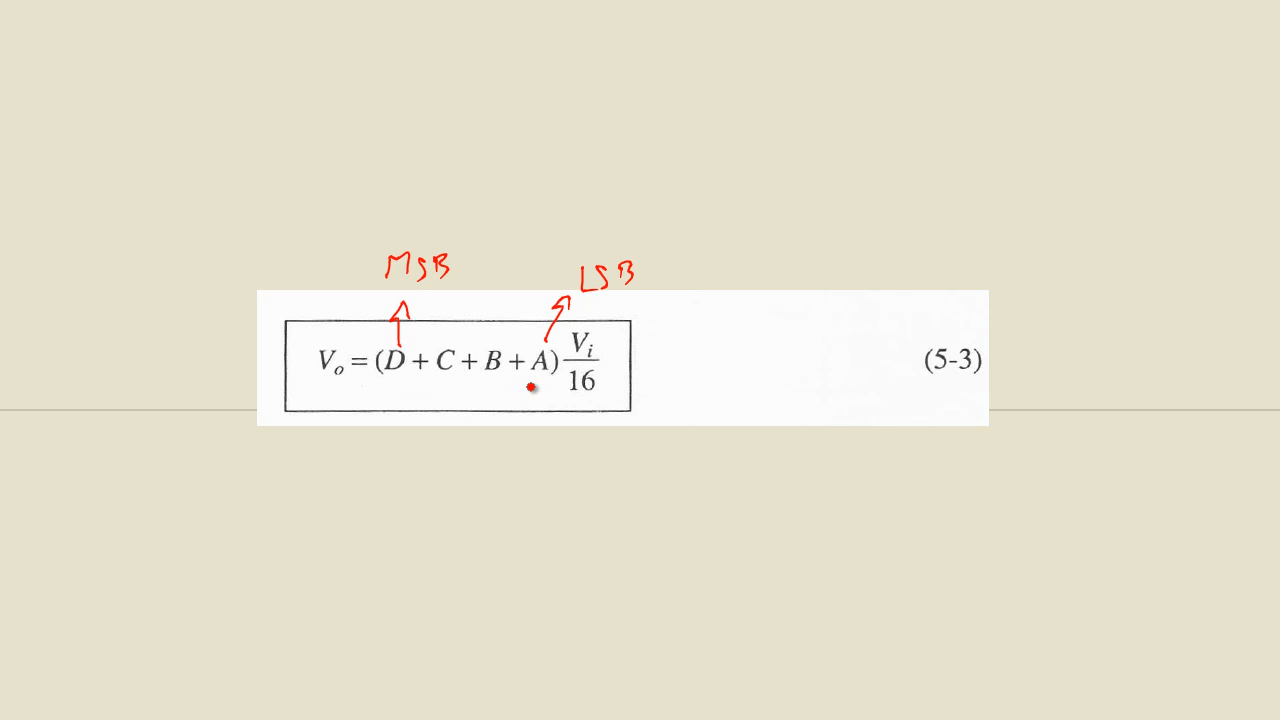 MSB
LSB
V_o = (D + C + B + A) V_i/16 (5-3)